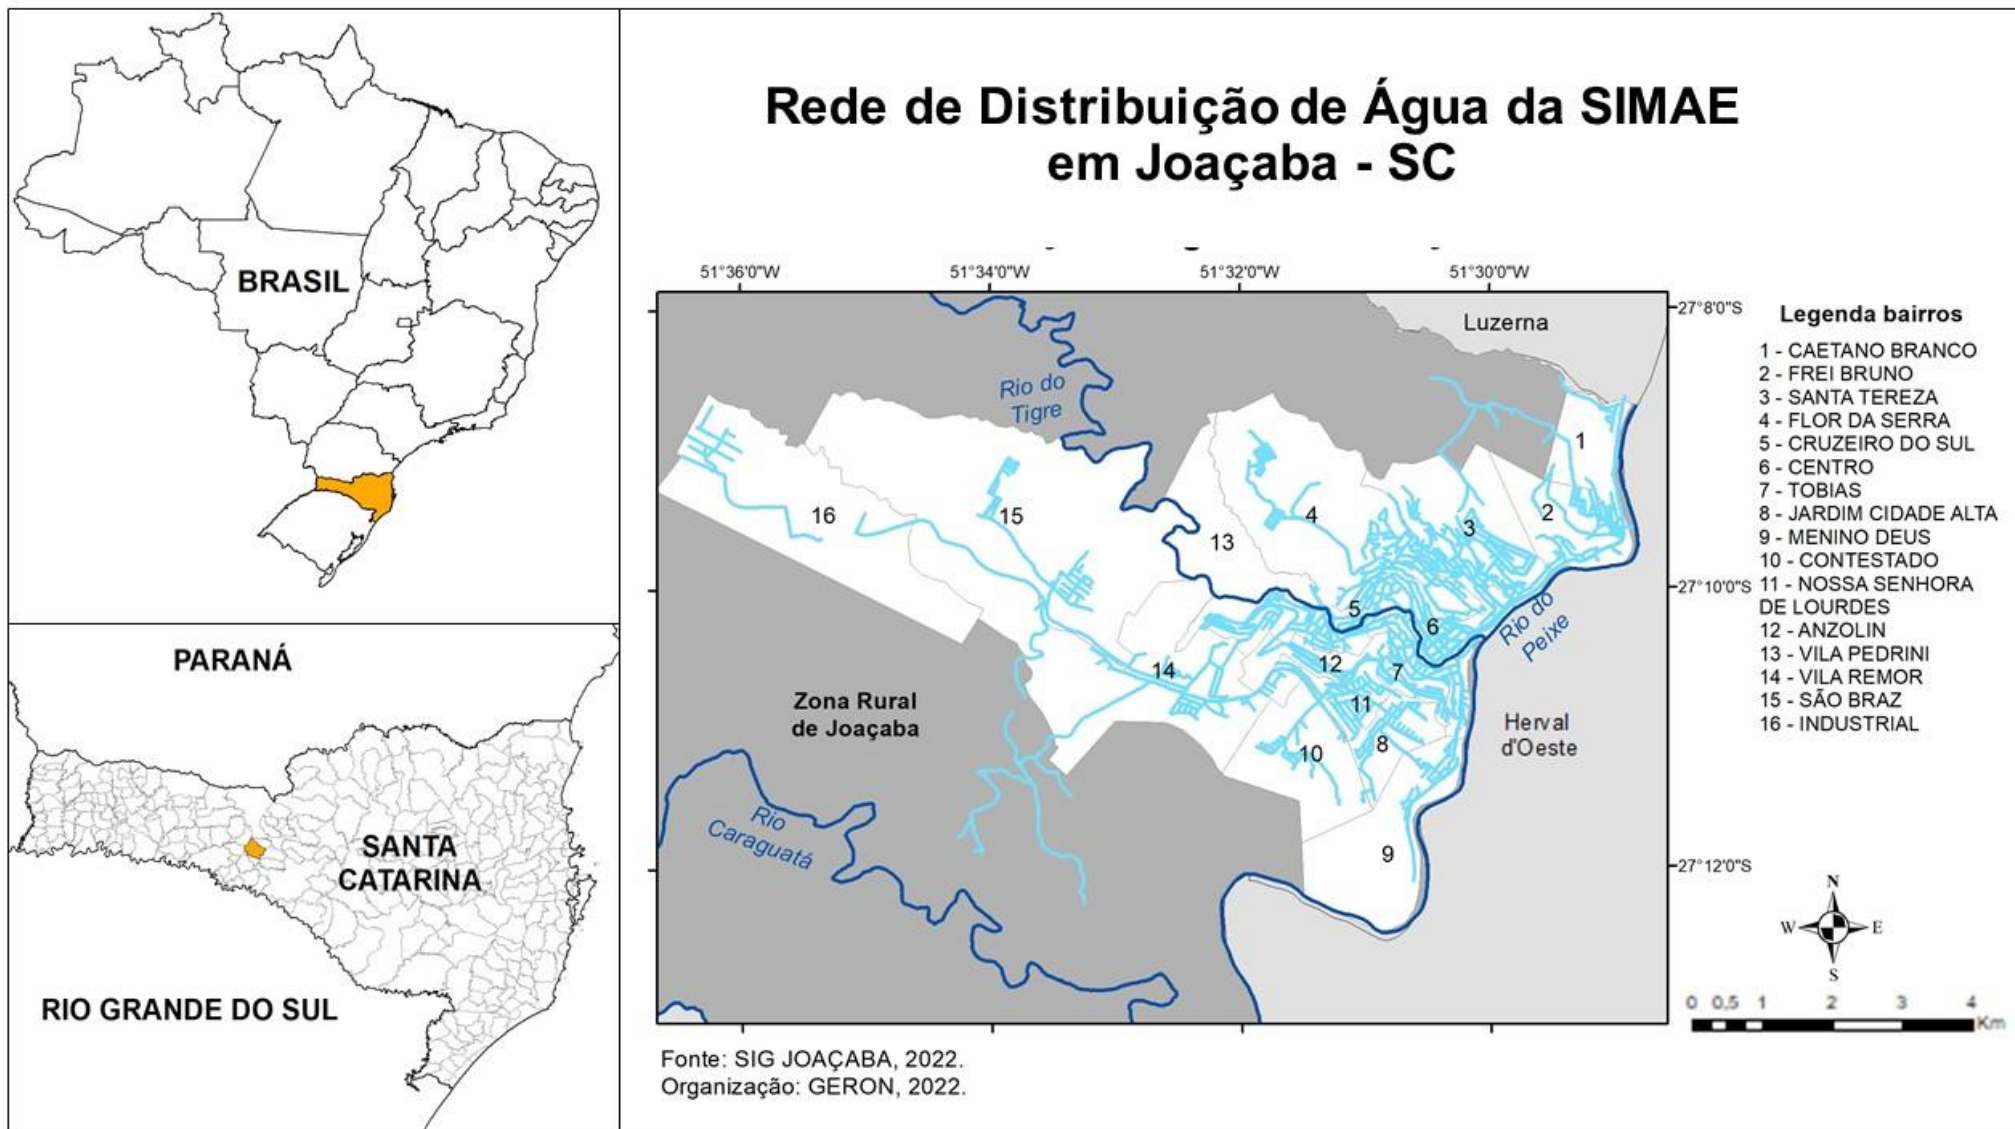 BRASIL
PARANÁ
SANTA
CATARINA
RIO GRANDE DO SUL
Rede de Distribuição de Água da SIMAE
em Joaçaba - SC
51°36'0"W
51°34'0"W
51°32'0"W
51°30'0"W
27°8'0"S
27°10'0"S
27°12'0"S
Luzerna
Rio do
Tigre
1
2
3
4
13
15
16
5
6
Rio do
Peixe
12
7
14
11
8
10
9
Zona Rural
de Joaçaba
Herval
d'Oeste
Rio
Caraguatá
Legenda bairros
1 - CAETANO BRANCO
2 - FREI BRUNO
3 - SANTA TEREZA
4 - FLOR DA SERRA
5 - CRUZEIRO DO SUL
6 - CENTRO
7 - TOBIAS
8 - JARDIM CIDADE ALTA
9 - MENINO DEUS
10 - CONTESTADO
11 - NOSSA SENHORA
DE LOURDES
12 - ANZOLIN
13 - VILA PEDRINI
14 - VILA REMOR
15 - SÃO BRAZ
16 - INDUSTRIAL
N
W E
S
0 0,5 1 2 3 4
Km
Fonte: SIG JOAÇABA, 2022.
Organização: GERON, 2022.